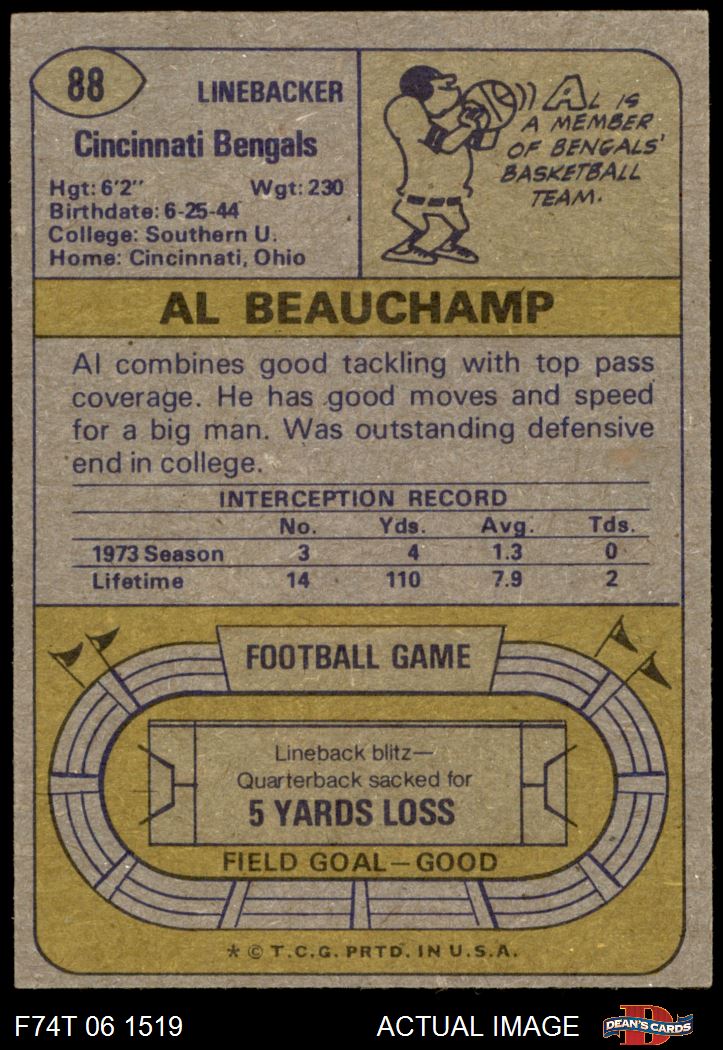 88
LINEBACKER
Cincinnati Bengals
Hgt: 6'2" Wgt: 230
Birthdate: 6-25-44
College: Southern U.
Home: Cincinnati, Ohio
AL IS
A MEMBER
OF BENGALS'
BASKETBALL
TEAM.
AL BEAUCHAMP
Al combines good tackling with top pass
coverage. He has good moves and speed
for a big man. Was outstanding defensive
end in college.
INTERCEPTION RECORD
No. Yds. Avg. Tds.
1973 Season 3 4 1.3 0
Lifetime 14 110 7.9 2
FOOTBALL GAME
Lineback blitz—
Quarterback sacked for
5 YARDS LOSS
FIELD GOAL—GOOD
* © T.C.G. PRTD. IN U.S.A.
F74T 06 1519 ACTUAL IMAGE
D
DEAN'S CARDS